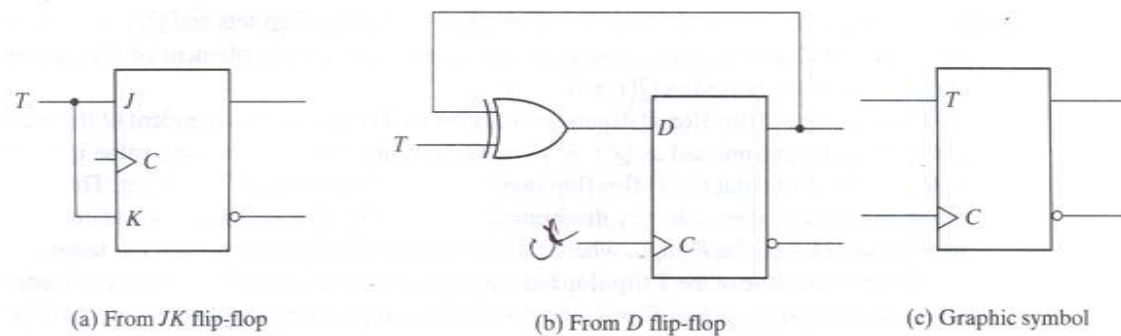 T
J
C
K
T
D
C
T
C
(a) From JK flip-flop
(b) From D flip-flop
(c) Graphic symbol